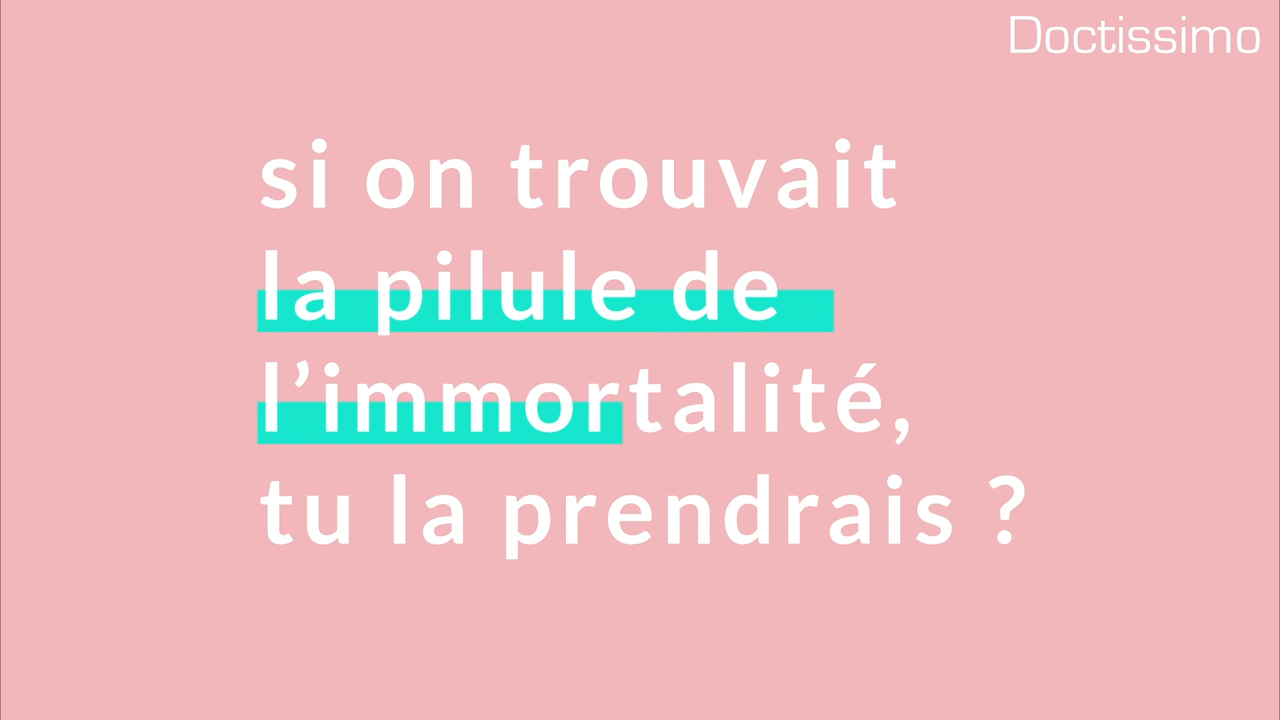 Doctissimo
si on trouvait
la pilule de
l’immortalité,
tu la prendrais ?